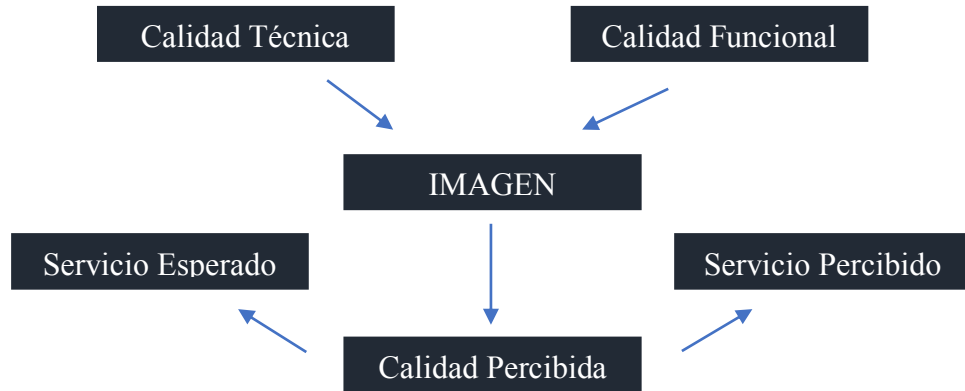 Calidad Técnica
Calidad Funcional
IMAGEN
Servicio Esperado
Servicio Percibido
Calidad Percibida